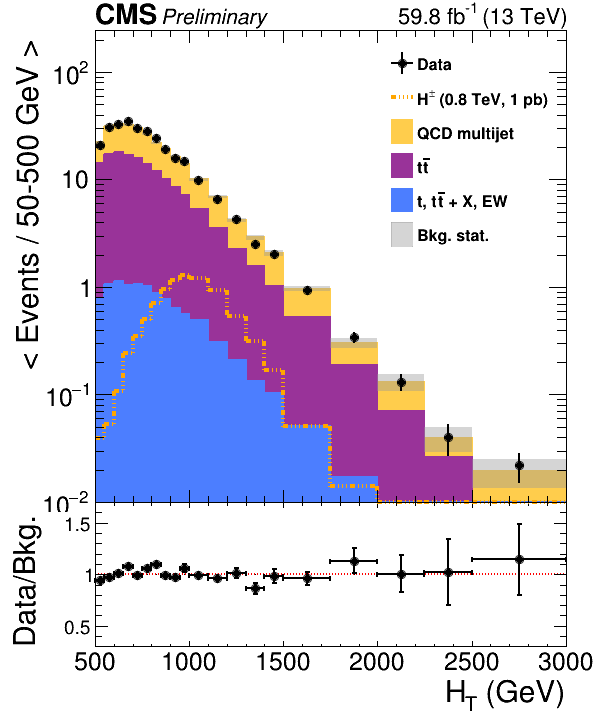 CMS Preliminary 59.8 fb⁻¹ (13 TeV)
< Events / 50-500 GeV >
10²
10
1
10⁻¹
10⁻²
Data
H± (0.8 TeV, 1 pb)
QCD multijet
tt̄
t, tt̄ + X, EW
Bkg. stat.
Data/Bkg.
1.5
1
0.5
500 1000 1500 2000 2500 3000
H_T (GeV)